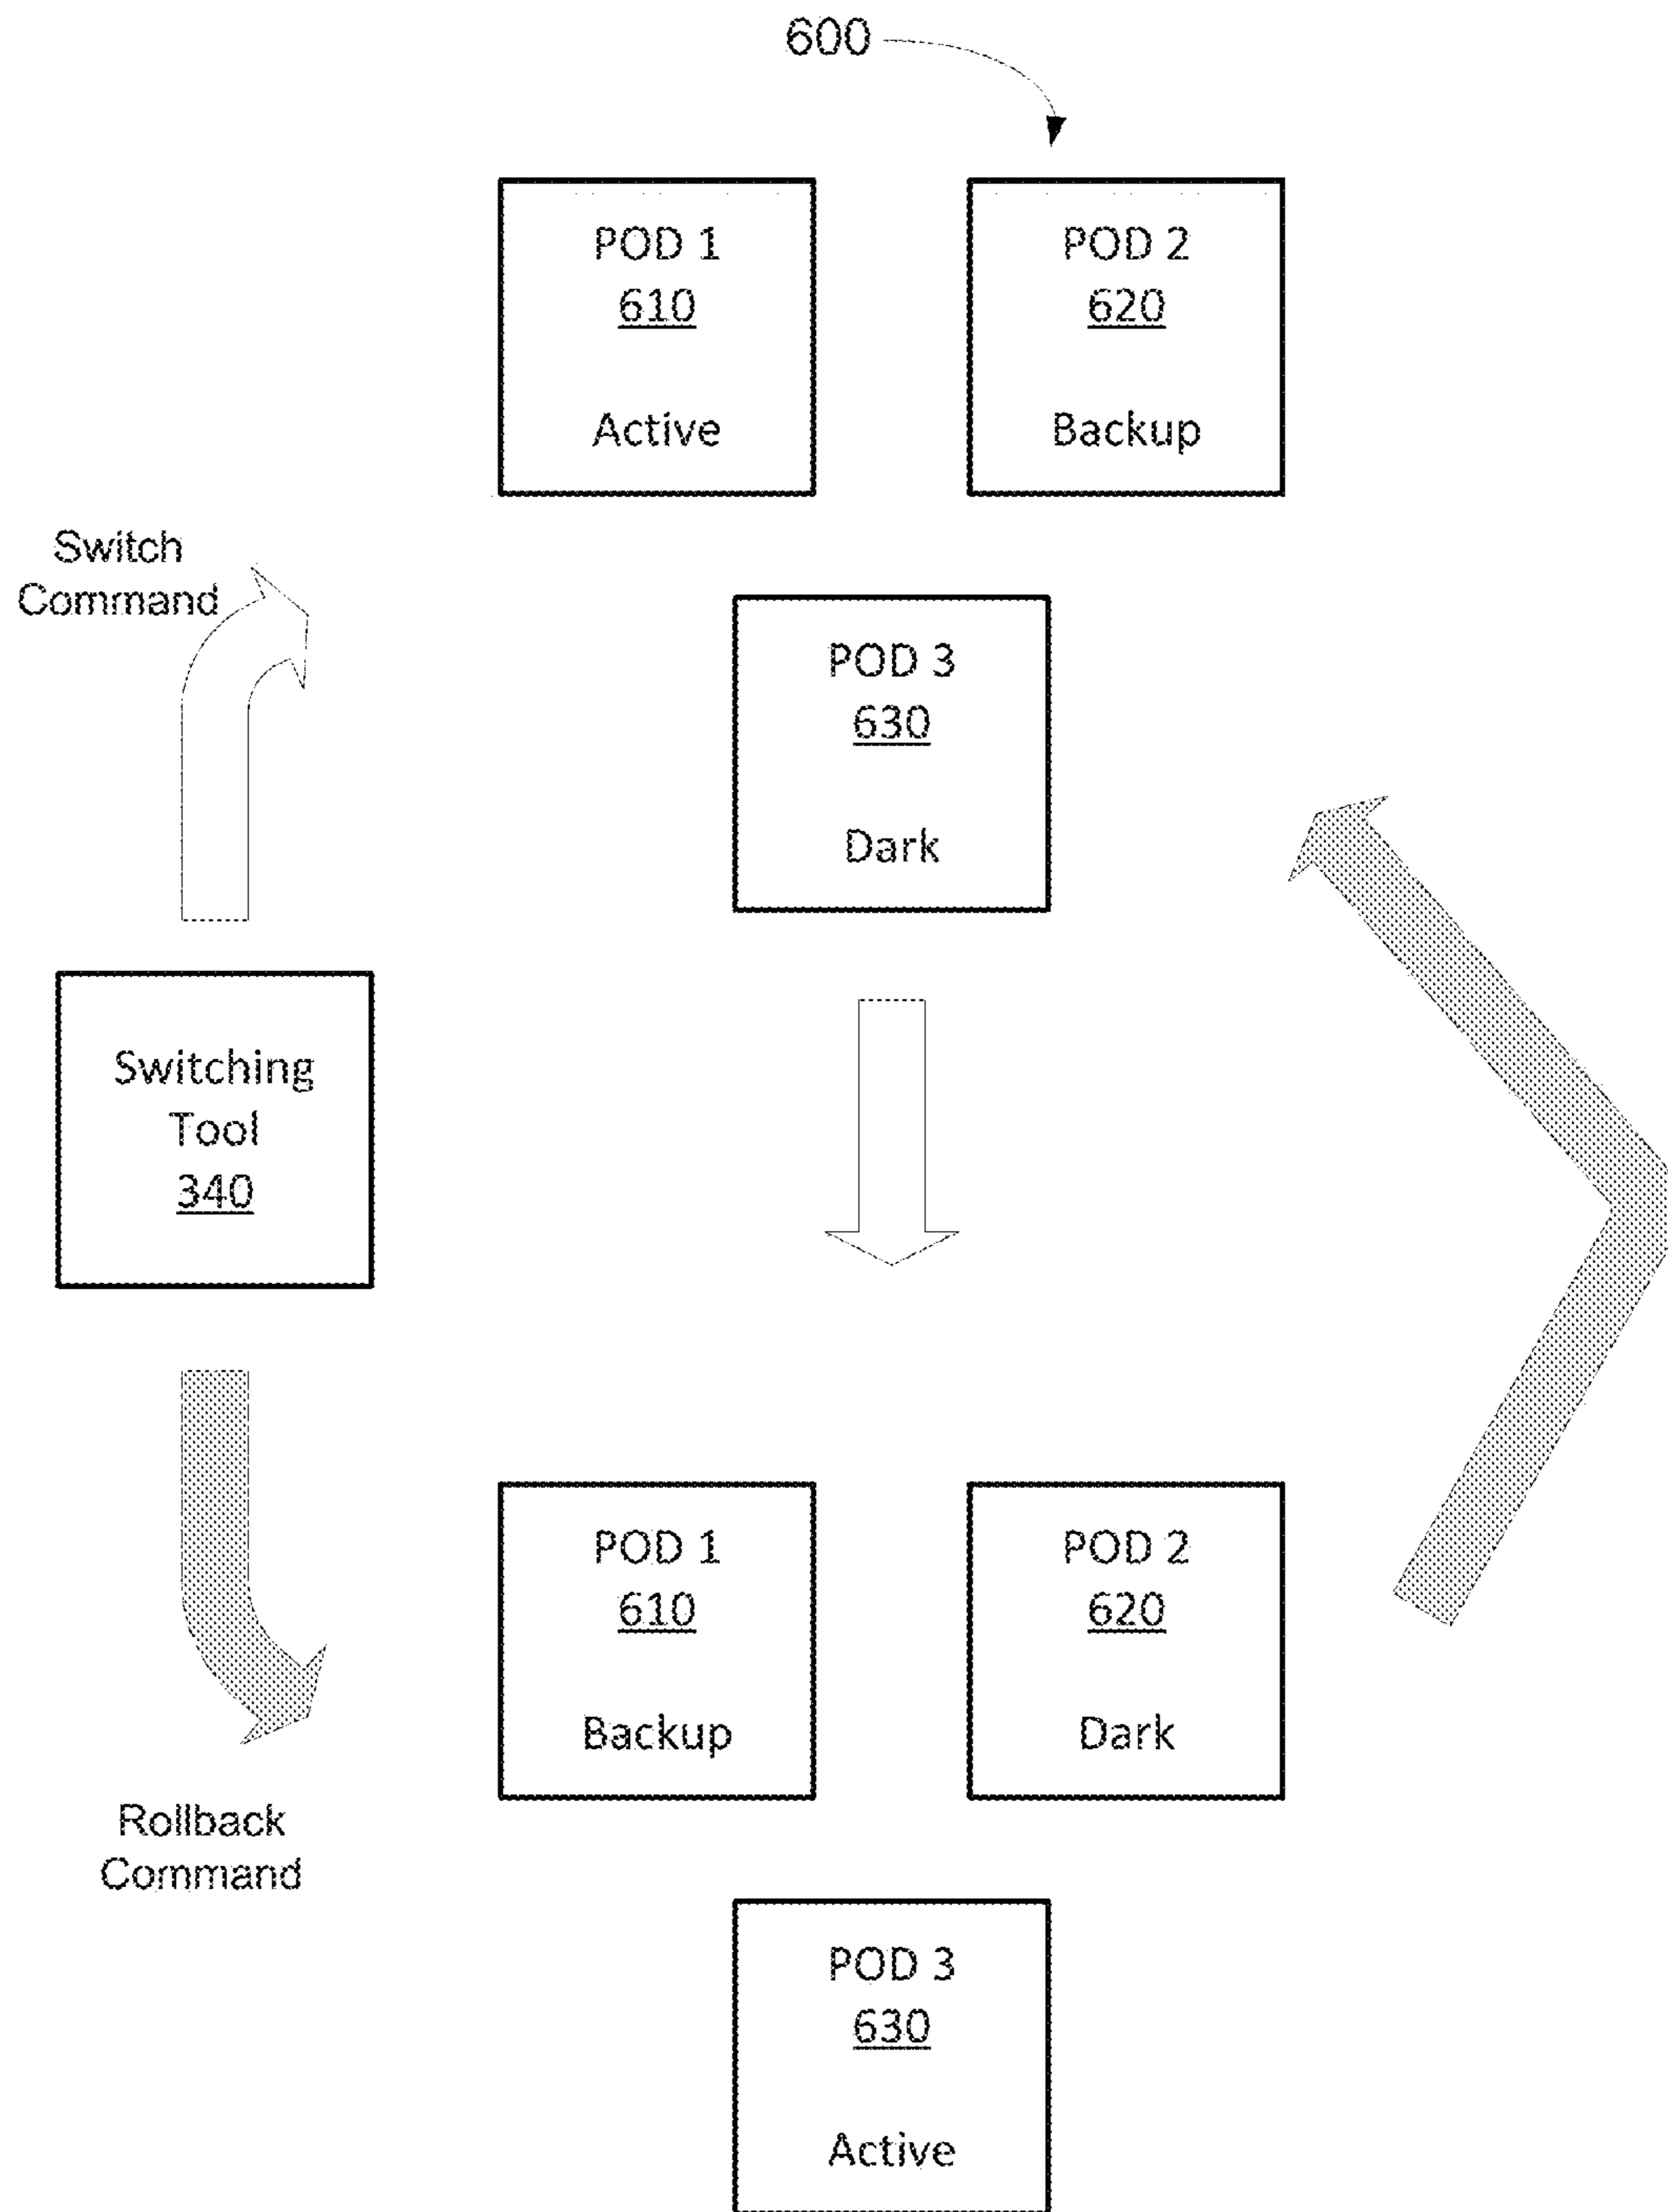 600
POD 1
610
Active
POD 2
620
Backup
Switch
Command
POD 3
630
Dark
Switching
Tool
340
POD 1
610
Backup
POD 2
620
Dark
Rollback
Command
POD 3
630
Active